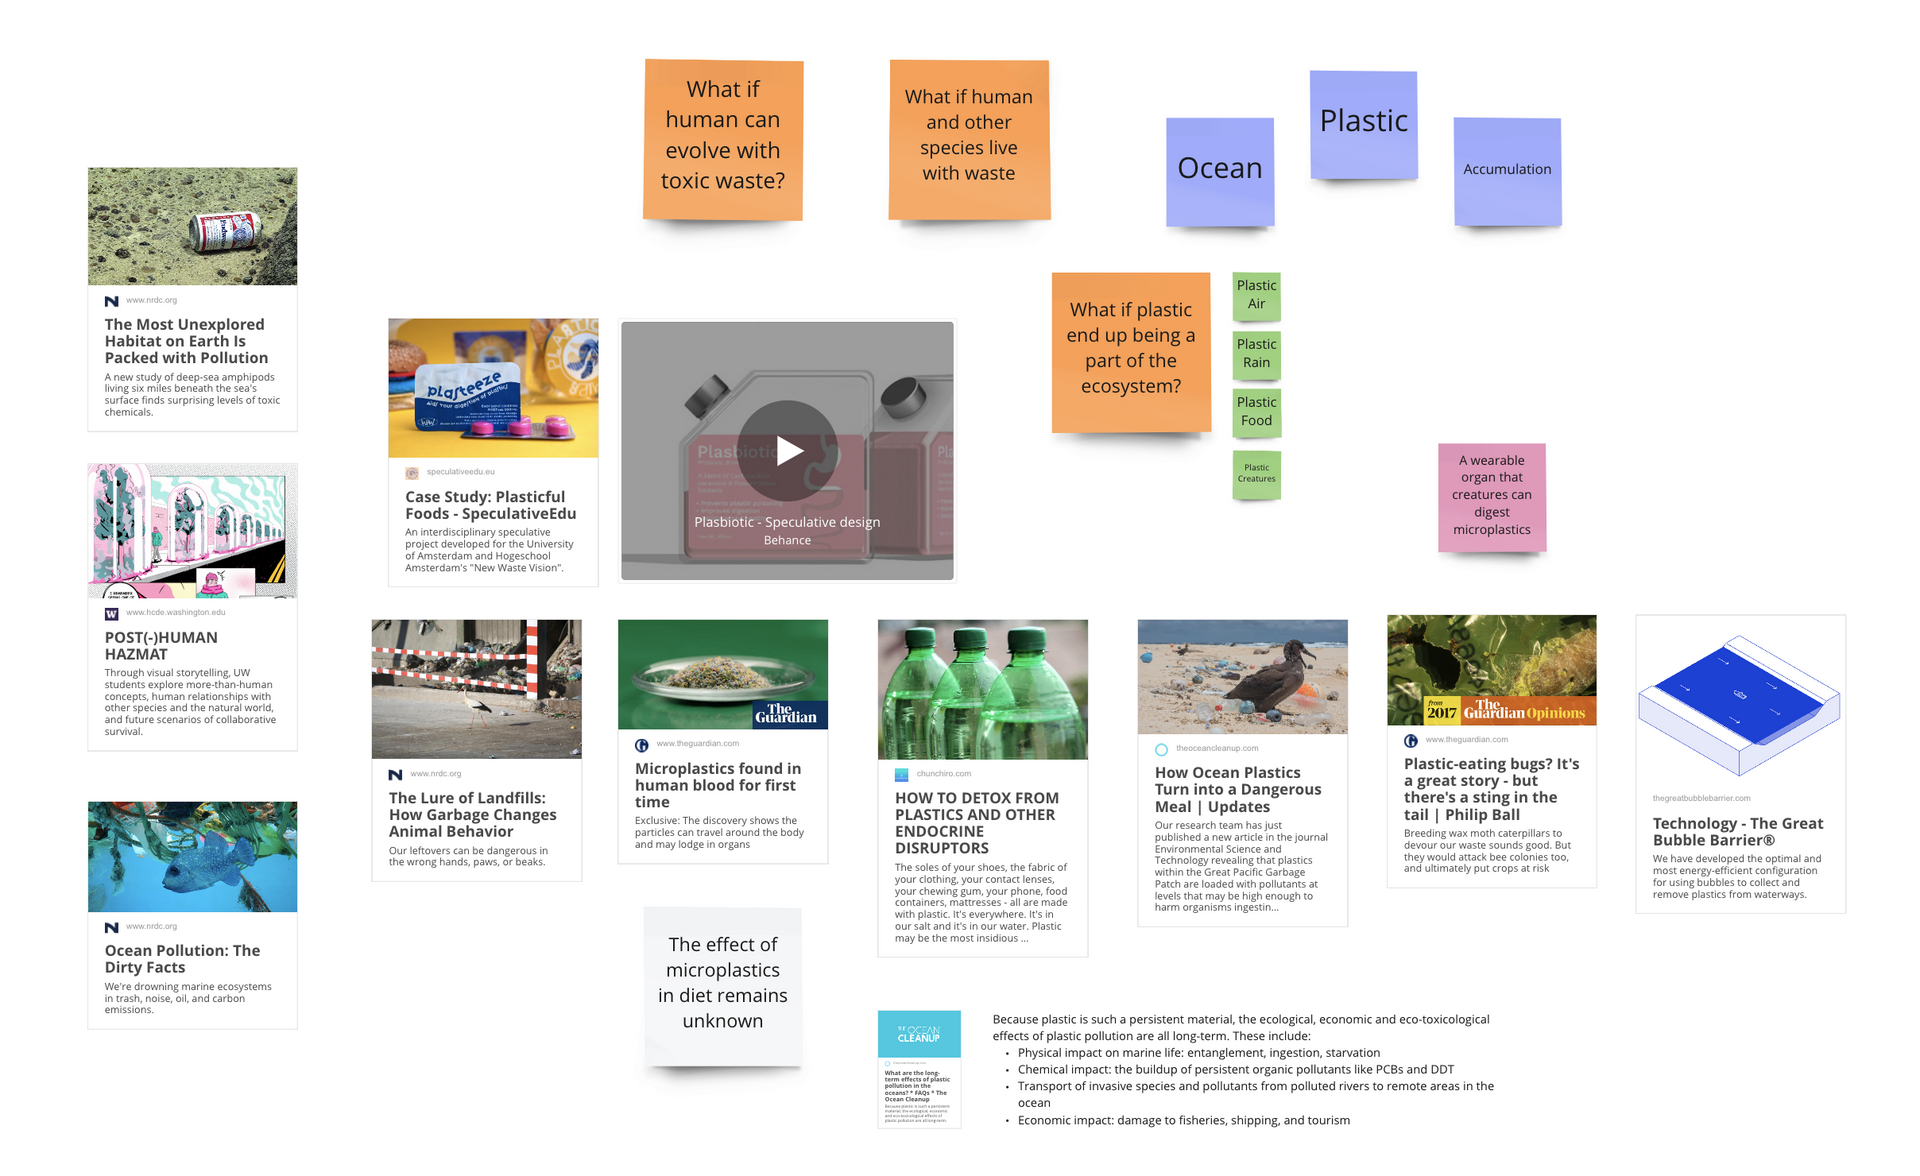 What if
human can
evolve with
toxic waste?
What if human
and other
species live
with waste
Ocean
Plastic
Accumulation
www.nrdc.org
The Most Unexplored
Habitat on Earth Is
Packed with Pollution
A new study of deep-sea amphipods
living six miles beneath the sea's
surface finds surprising levels of toxic
chemicals.
What if plastic
end up being a
part of the
ecosystem?
Plastic
Air
Plastic
Rain
Plastic
Food
Plastic
Creatures
A wearable
organ that
creatures can
digest
microplastics
plasteeze
speculativeedu.eu
Case Study: Plasticful
Foods - SpeculativeEdu
An interdisciplinary speculative
project developed for the University
of Amsterdam and Hogeschool
Amsterdam's "New Waste Vision".
Plasbiotic
Plasbiotic - Speculative design
Behance
www.hcde.washington.edu
POST(-)HUMAN
HAZMAT
Through visual storytelling, UW
students explore more-than-human
concepts, human relationships with
other species and the natural world,
and future scenarios of collaborative
survival.
www.nrdc.org
The Lure of Landfills:
How Garbage Changes
Animal Behavior
Our leftovers can be dangerous in
the wrong hands, paws, or beaks.
The
Guardian
www.theguardian.com
Microplastics found in
human blood for first
time
Exclusive: The discovery shows the
particles can travel around the body
and may lodge in organs
chunchiro.com
HOW TO DETOX FROM
PLASTICS AND OTHER
ENDOCRINE
DISRUPTORS
The soles of your shoes, the fabric of
your clothing, your contact lenses,
your chewing gum, your phone, food
containers, mattresses - all are made
with plastic. It's everywhere. It's in
our salt and it's in our water. Plastic
may be the most insidious ...
theoceancleanup.com
How Ocean Plastics
Turn into a Dangerous
Meal | Updates
Our research team has just
published a new article in the journal
Environmental Science and
Technology revealing that plastics
within the Great Pacific Garbage
Patch are loaded with pollutants at
levels that may be high enough to
harm organisms ingestin...
from
2017
The
Guardian Opinions
www.theguardian.com
Plastic-eating bugs? It's
a great story - but
there's a sting in the
tail | Philip Ball
Breeding wax moth caterpillars to
devour our waste sounds good. But
they would attack bee colonies too,
and ultimately put crops at risk
thegreatbubblebarrier.com
Technology - The Great
Bubble Barrier®
We have developed the optimal and
most energy-efficient configuration
for using bubbles to collect and
remove plastics from waterways.
www.nrdc.org
Ocean Pollution: The
Dirty Facts
We're drowning marine ecosystems
in trash, noise, oil, and carbon
emissions.
The effect of
microplastics
in diet remains
unknown
THE OCEAN
CLEANUP
What are the long-
term effects of plastic
pollution in the
oceans? * FAQs * The
Ocean Cleanup
Because plastic is such a persistent
material, the ecological, economic
and eco-toxicological effects of
plastic pollution are all long-term.
Because plastic is such a persistent material, the ecological, economic and eco-toxicological
effects of plastic pollution are all long-term. These include:
• Physical impact on marine life: entanglement, ingestion, starvation
• Chemical impact: the buildup of persistent organic pollutants like PCBs and DDT
• Transport of invasive species and pollutants from polluted rivers to remote areas in the
ocean
• Economic impact: damage to fisheries, shipping, and tourism